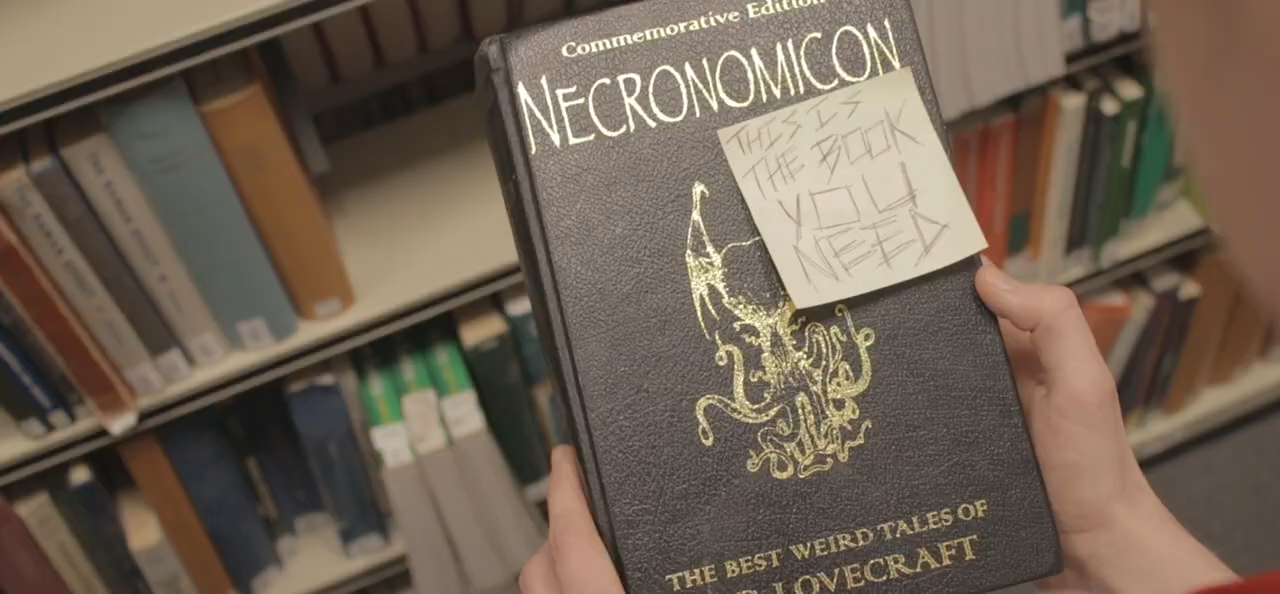 Commemorative Edition
NECRONOMICON
THIS IS
THE BOOK
YOU
NEED
THE BEST WEIRD TALES OF
LOVECRAFT